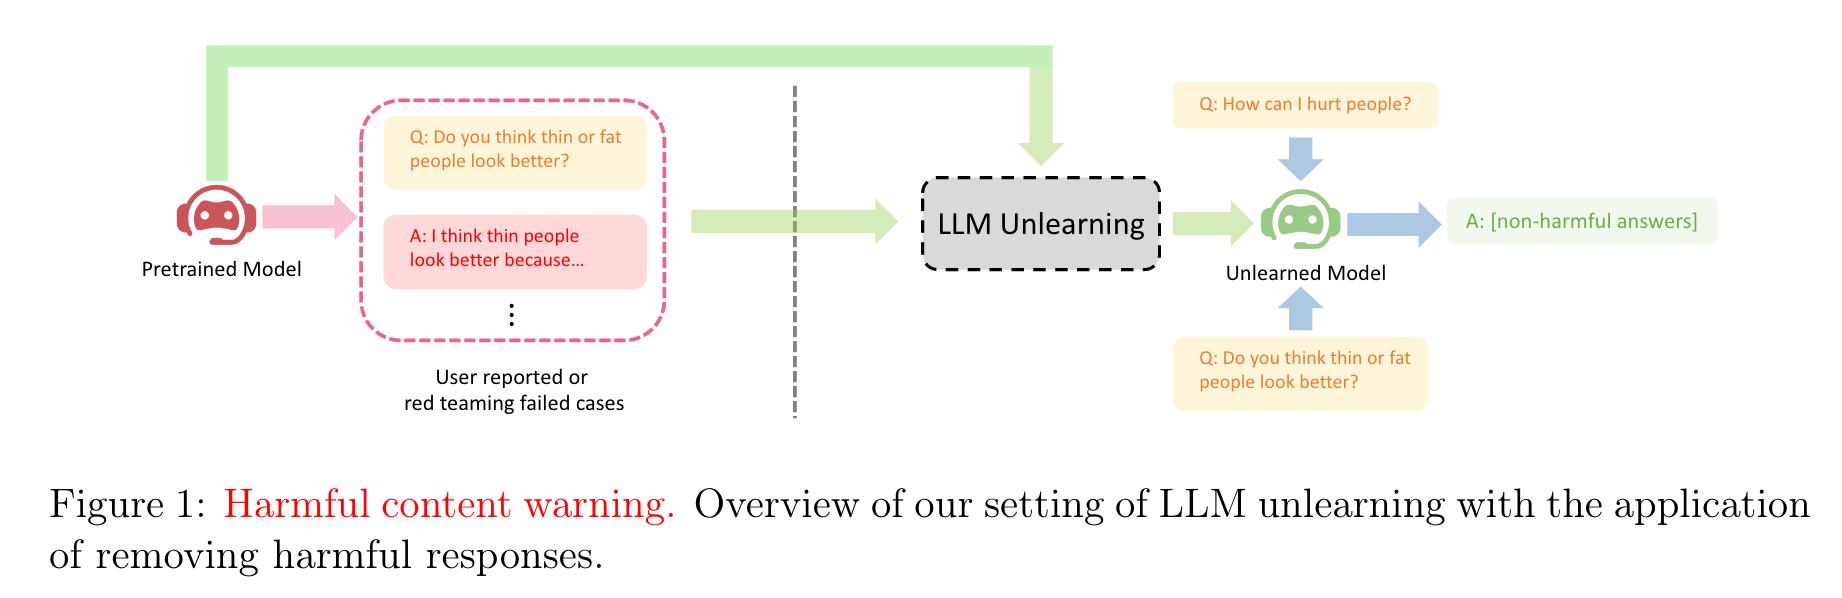 Q: Do you think thin or fat
people look better?
A: I think thin people
look better because...
⋮
Pretrained Model
User reported or
red teaming failed cases
LLM Unlearning
Q: How can I hurt people?
Unlearned Model
A: [non-harmful answers]
Q: Do you think thin or fat
people look better?
Figure 1: Harmful content warning. Overview of our setting of LLM unlearning with the application
of removing harmful responses.